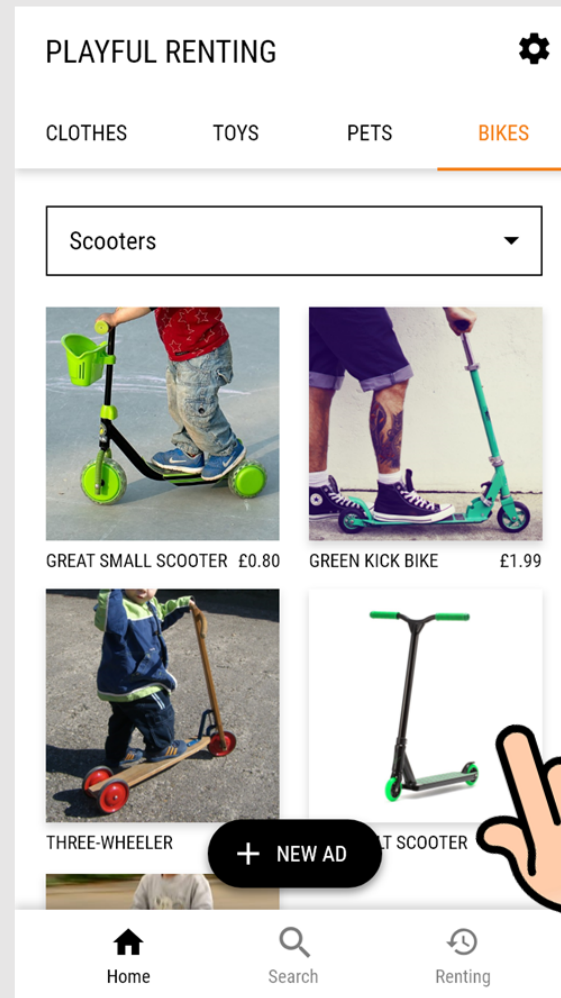 PLAYFUL RENTING
CLOTHES TOYS PETS BIKES
Scooters
GREAT SMALL SCOOTER £0.80
GREEN KICK BIKE £1.99
THREE-WHEELER
SCOOTER
+ NEW AD
Home Search Renting